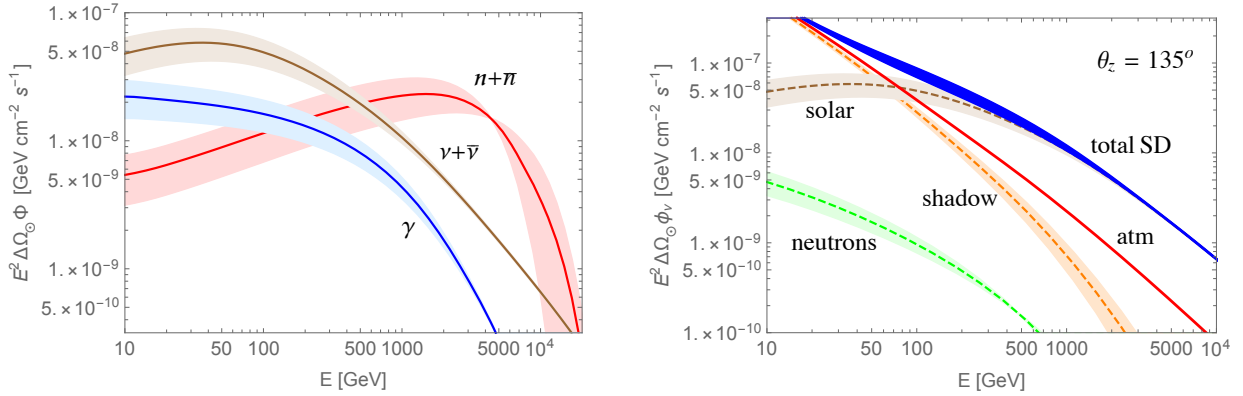 1.×10⁻⁷
5.×10⁻⁸
1.×10⁻⁸
5.×10⁻⁹
1.×10⁻⁹
5.×10⁻¹⁰
E² ΔΩ⊙ Φ [GeV cm⁻² s⁻¹]
n+n̄
ν+ν̄
γ
10 50 100 500 1000 5000 10⁴
E [GeV]
1.×10⁻⁷
5.×10⁻⁸
1.×10⁻⁸
5.×10⁻⁹
1.×10⁻⁹
5.×10⁻¹⁰
1.×10⁻¹⁰
E² ΔΩ⊙ ϕᵥ [GeV cm⁻² s⁻¹]
θz = 135º
solar
total SD
shadow
atm
neutrons
10 50 100 500 1000 5000 10⁴
E [GeV]